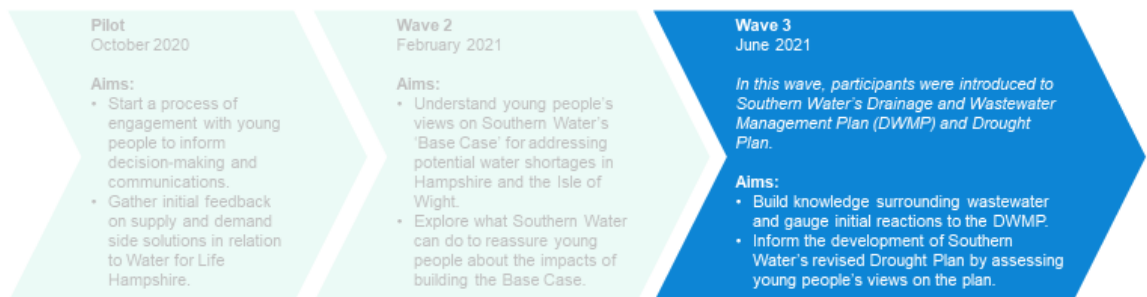 Pilot
October 2020
Aims:
• Start a process of
engagement with young
people to inform
decision-making and
communications.
• Gather initial feedback
on supply and demand
side solutions in relation
to Water for Life
Hampshire.
Wave 2
February 2021
Aims:
• Understand young people's
views on Southern Water's
'Base Case' for addressing
potential water shortages in
Hampshire and the Isle of
Wight.
• Explore what Southern Water
can do to reassure young
people about the impacts of
building the Base Case.
Wave 3
June 2021
In this wave, participants were introduced to
Southern Water's Drainage and Wastewater
Management Plan (DWMP) and Drought
Plan.
Aims:
• Build knowledge surrounding wastewater
and gauge initial reactions to the DWMP.
• Inform the development of Southern
Water's revised Drought Plan by assessing
young people's views on the plan.